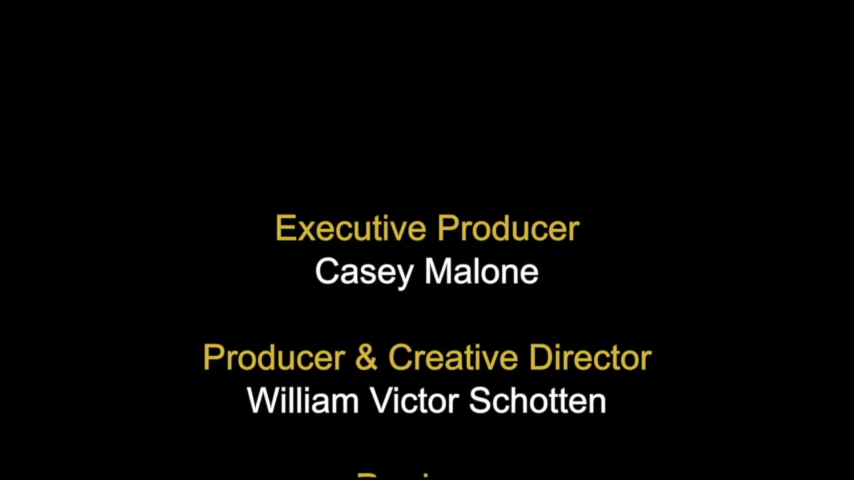 Executive Producer
Casey Malone
Producer & Creative Director
William Victor Schotten